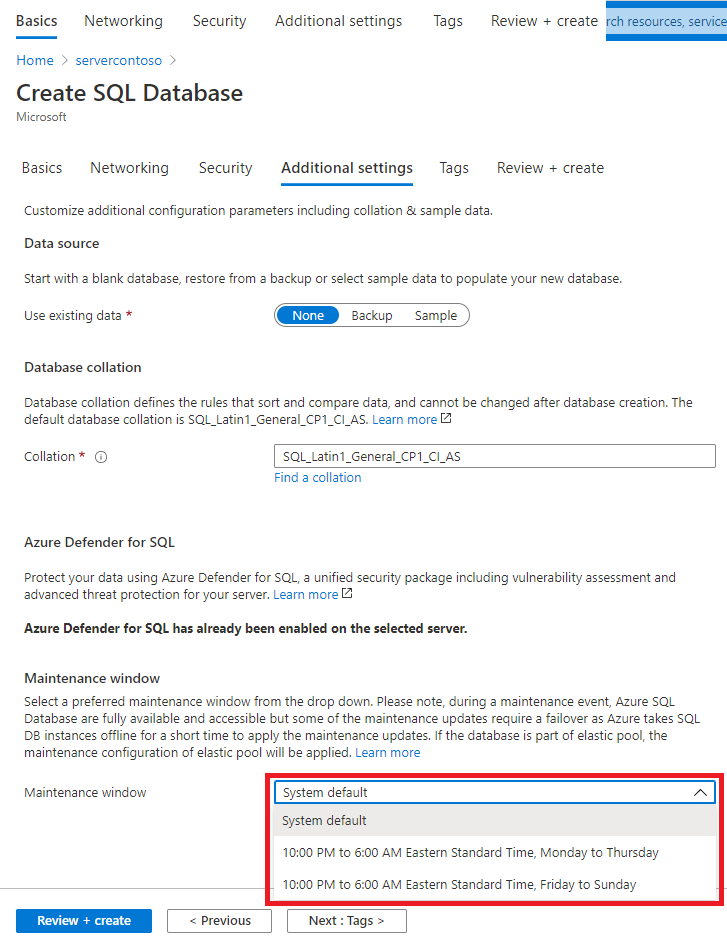 Basics Networking Security Additional settings Tags Review + create rch resources, service
Home > servercontoso >
Create SQL Database
Microsoft
Basics Networking Security Additional settings Tags Review + create
Customize additional configuration parameters including collation & sample data.
Data source
Start with a blank database, restore from a backup or select sample data to populate your new database.
Use existing data * None Backup Sample
Database collation
Database collation defines the rules that sort and compare data, and cannot be changed after database creation. The
default database collation is SQL_Latin1_General_CP1_CI_AS. Learn more
Collation * SQL_Latin1_General_CP1_CI_AS
Find a collation
Azure Defender for SQL
Protect your data using Azure Defender for SQL, a unified security package including vulnerability assessment and
advanced threat protection for your server. Learn more
Azure Defender for SQL has already been enabled on the selected server.
Maintenance window
Select a preferred maintenance window from the drop down. Please note, during a maintenance event, Azure SQL
Database are fully available and accessible but some of the maintenance updates require a failover as Azure takes SQL
DB instances offline for a short time to apply the maintenance updates. If the database is part of elastic pool, the
maintenance configuration of elastic pool will be applied. Learn more
Maintenance window System default
System default
10:00 PM to 6:00 AM Eastern Standard Time, Monday to Thursday
10:00 PM to 6:00 AM Eastern Standard Time, Friday to Sunday
Review + create < Previous Next : Tags >